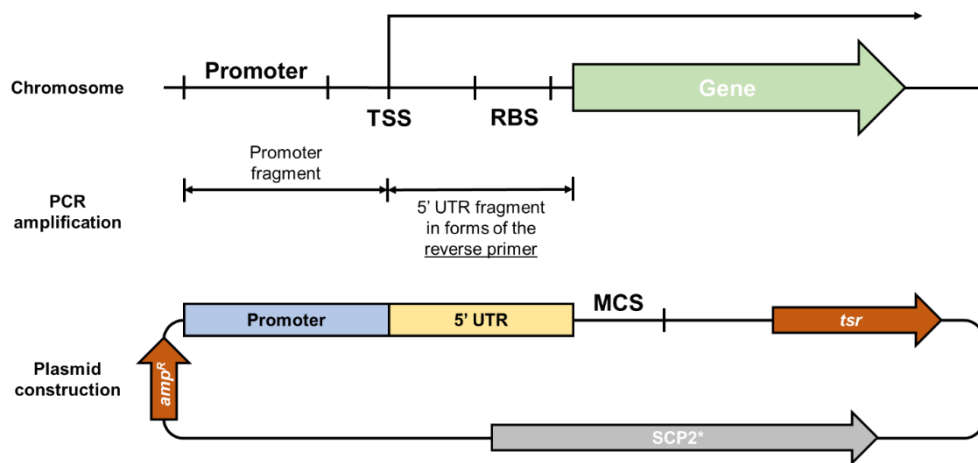 Promoter
Chromosome
Gene
TSS
RBS
Promoter
fragment
PCR
amplification
5' UTR fragment
in forms of the
reverse primer
MCS
Promoter
5' UTR
tsr
Plasmid
construction
ampR
SCP2*